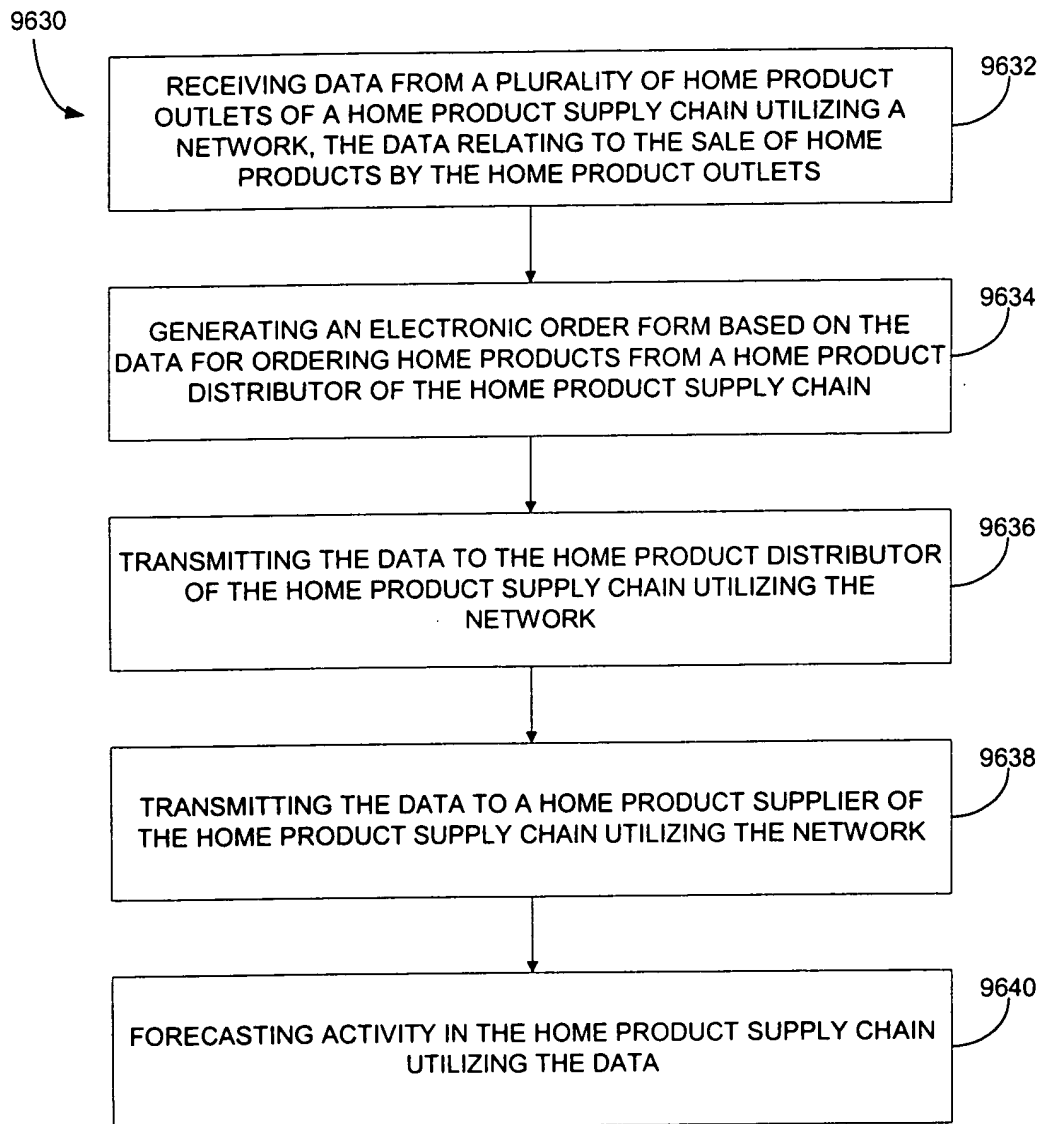 9630
RECEIVING DATA FROM A PLURALITY OF HOME PRODUCT
OUTLETS OF A HOME PRODUCT SUPPLY CHAIN UTILIZING A
NETWORK, THE DATA RELATING TO THE SALE OF HOME
PRODUCTS BY THE HOME PRODUCT OUTLETS
9632
GENERATING AN ELECTRONIC ORDER FORM BASED ON THE
DATA FOR ORDERING HOME PRODUCTS FROM A HOME PRODUCT
DISTRIBUTOR OF THE HOME PRODUCT SUPPLY CHAIN
9634
TRANSMITTING THE DATA TO THE HOME PRODUCT DISTRIBUTOR
OF THE HOME PRODUCT SUPPLY CHAIN UTILIZING THE
NETWORK
9636
TRANSMITTING THE DATA TO A HOME PRODUCT SUPPLIER OF
THE HOME PRODUCT SUPPLY CHAIN UTILIZING THE NETWORK
9638
FORECASTING ACTIVITY IN THE HOME PRODUCT SUPPLY CHAIN
UTILIZING THE DATA
9640